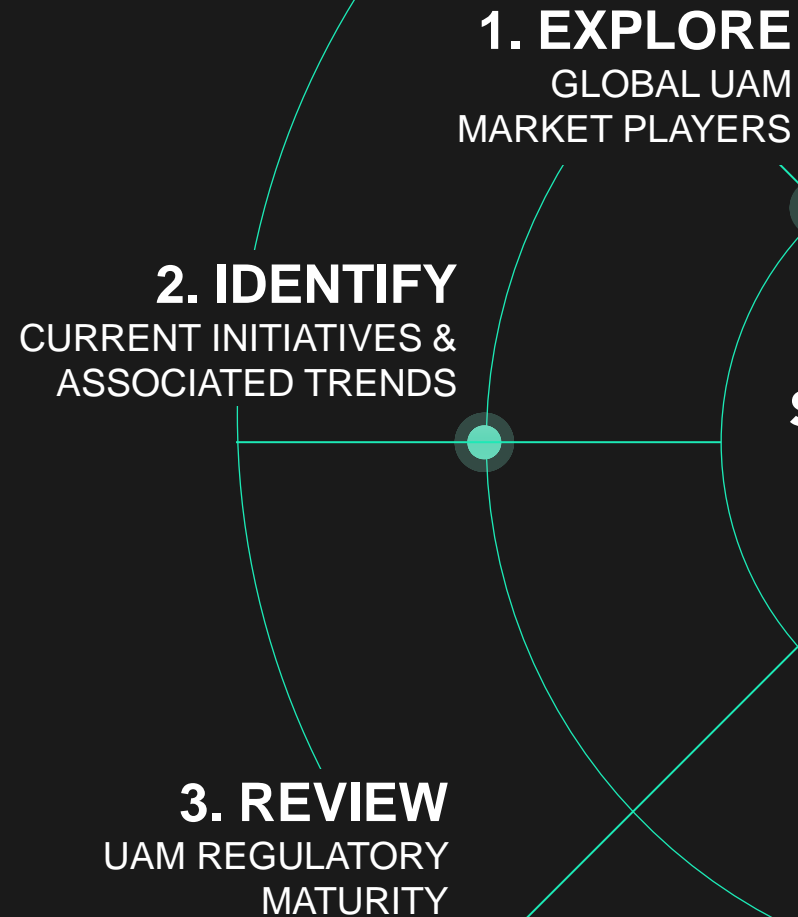 1. EXPLORE
GLOBAL UAM
MARKET PLAYERS
2. IDENTIFY
CURRENT INITIATIVES &
ASSOCIATED TRENDS
3. REVIEW
UAM REGULATORY
MATURITY